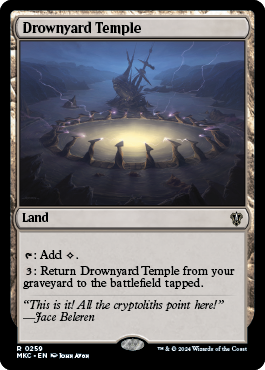 Drownyard Temple
Land
: Add .
3: Return Drownyard Temple from your
graveyard to the battlefield tapped.
“This is it! All the cryptoliths point here!”
—Jace Beleren
R 0259
MKC • EN John Avon
™ & © 2024 Wizards of the Coast